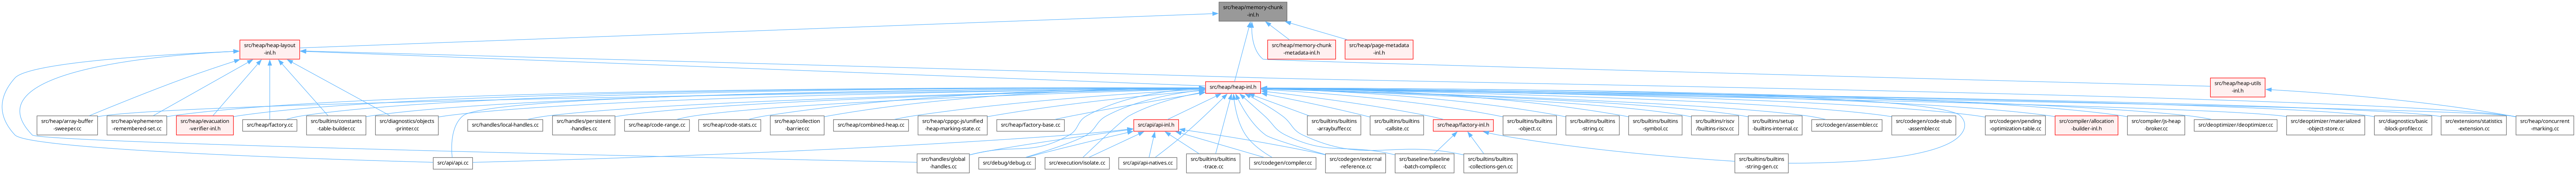 src/heap/memory-chunk
-inl.h
src/heap/heap-layout
-inl.h
src/heap/memory-chunk
-metadata-inl.h
src/heap/page-metadata
-inl.h
src/heap/heap-inl.h
src/heap/heap-utils
-inl.h
src/heap/array-buffer
-sweeper.cc
src/heap/ephemeron
-remembered-set.cc
src/heap/evacuation
-verifier-inl.h
src/heap/factory.cc
src/builtins/constants
-table-builder.cc
src/diagnostics/objects
-printer.cc
src/handles/local-handles.cc
src/handles/persistent
-handles.cc
src/heap/code-range.cc
src/heap/code-stats.cc
src/heap/collection
-barrier.cc
src/heap/combined-heap.cc
src/heap/cppgc-js/unified
-heap-marking-state.cc
src/heap/factory-base.cc
src/api/api-inl.h
src/builtins/builtins
-arraybuffer.cc
src/builtins/builtins
-callsite.cc
src/heap/factory-inl.h
src/builtins/builtins
-object.cc
src/builtins/builtins
-string.cc
src/builtins/builtins
-symbol.cc
src/builtins/riscv
/builtins-riscv.cc
src/builtins/setup
-builtins-internal.cc
src/codegen/assembler.cc
src/codegen/code-stub
-assembler.cc
src/codegen/pending
-optimization-table.cc
src/compiler/allocation
-builder-inl.h
src/compiler/js-heap
-broker.cc
src/deoptimizer/deoptimizer.cc
src/deoptimizer/materialized
-object-store.cc
src/diagnostics/basic
-block-profiler.cc
src/extensions/statistics
-extension.cc
src/heap/concurrent
-marking.cc
src/api/api.cc
src/handles/global
-handles.cc
src/debug/debug.cc
src/execution/isolate.cc
src/api/api-natives.cc
src/builtins/builtins
-trace.cc
src/codegen/compiler.cc
src/codegen/external
-reference.cc
src/baseline/baseline
-batch-compiler.cc
src/builtins/builtins
-collections-gen.cc
src/builtins/builtins
-string-gen.cc